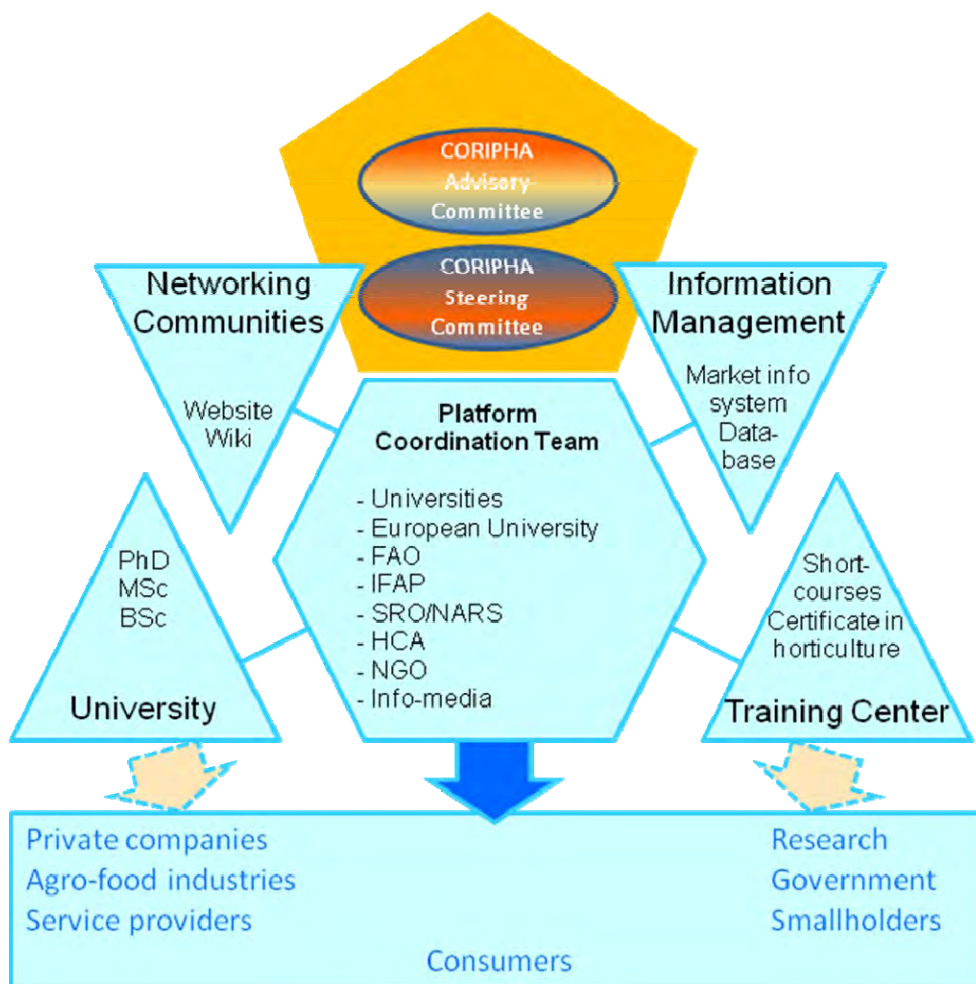 CORIPHA
Advisory
Committee
CORIPHA
Steering
Committee
Networking
Communities
Website
Wiki
Information
Management
Market info
system
Data-
base
Platform
Coordination Team
- Universities
- European University
- FAO
- IFAP
- SRO/NARS
- HCA
- NGO
- Info-media
PhD
MSc
BSc
University
Short-
courses
Certificate in
horticulture
Training Center
Private companies
Agro-food industries
Service providers
Research
Government
Smallholders
Consumers